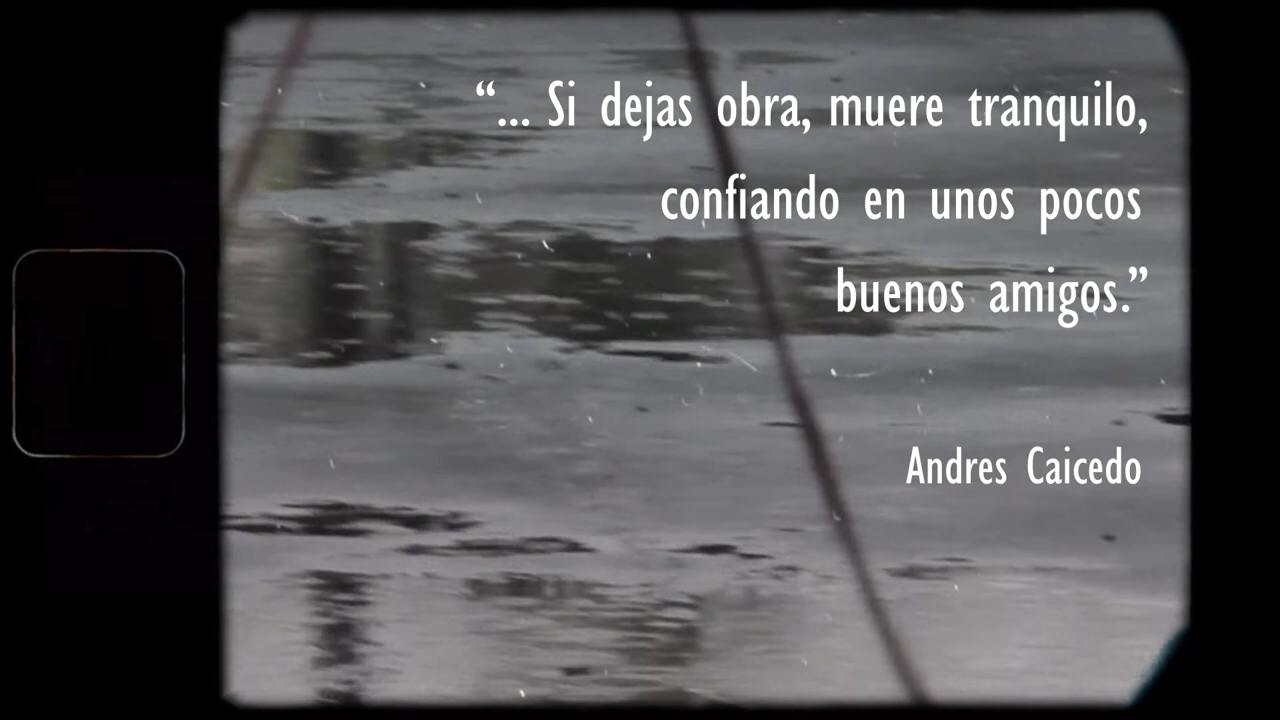 “... Si dejas obra, muere tranquilo,
confiando en unos pocos
buenos amigos.”
Andres Caicedo